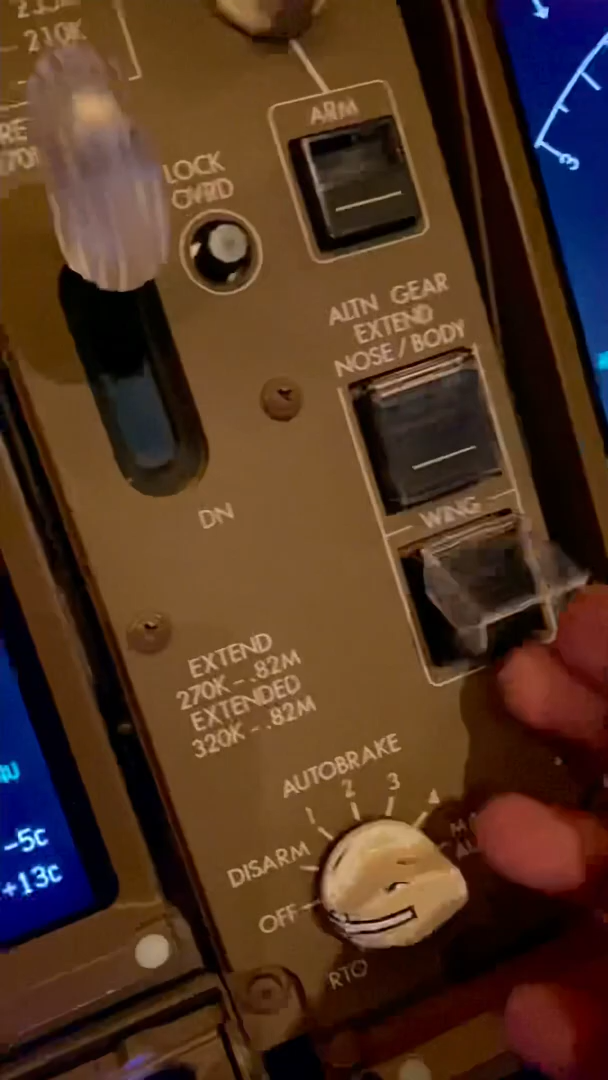 210K
ARM
LOCK
OVRD
ALTN GEAR
EXTEND
NOSE/BODY
WING
DN
EXTEND
270K-.82M
EXTENDED
320K-.82M
AUTOBRAKE
1 2 3 4
DISARM
OFF
RTO
-5c
+13c
3